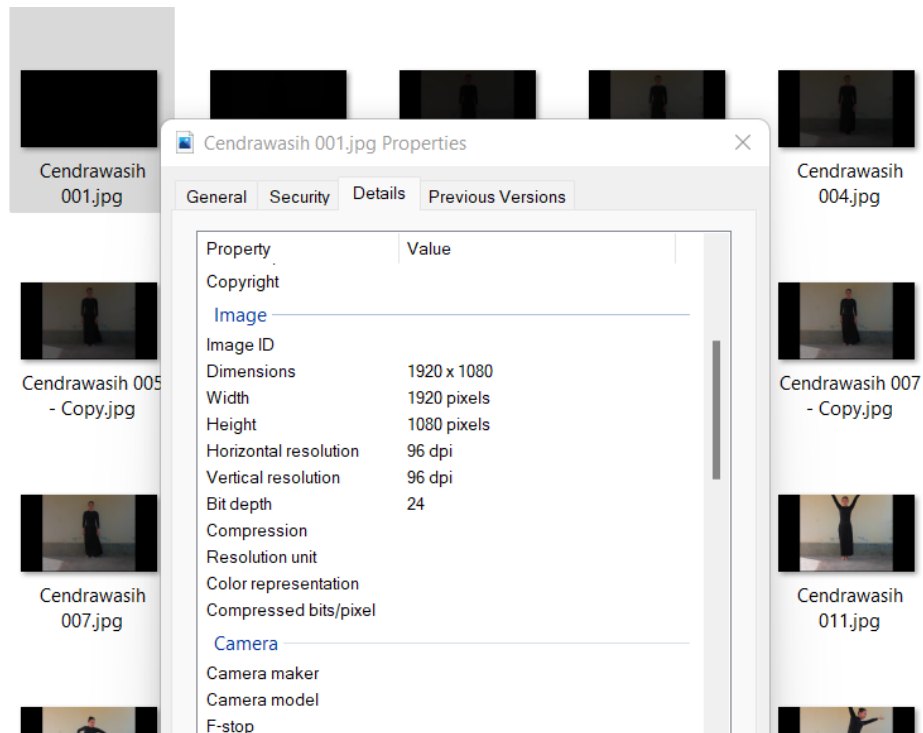 Cendrawasih 001.jpg Properties
Cendrawasih
001.jpg
Cendrawasih
004.jpg
General Security Details Previous Versions
Property Value
Copyright
Image
Image ID
Dimensions 1920 x 1080
Width 1920 pixels
Height 1080 pixels
Horizontal resolution 96 dpi
Vertical resolution 96 dpi
Bit depth 24
Compression
Resolution unit
Color representation
Compressed bits/pixel
Camera
Camera maker
Camera model
F-stop
Cendrawasih 005
- Copy.jpg
Cendrawasih 007
- Copy.jpg
Cendrawasih
007.jpg
Cendrawasih
011.jpg